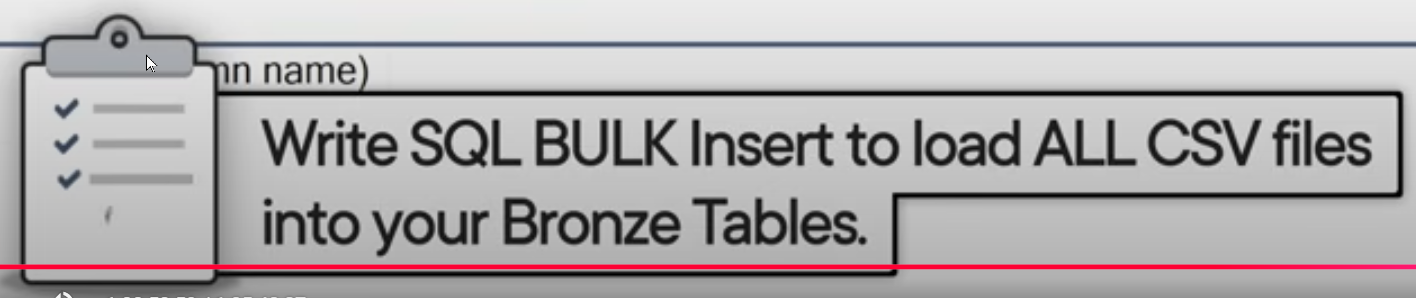 mn name)
Write SQL BULK Insert to load ALL CSV files
into your Bronze Tables.